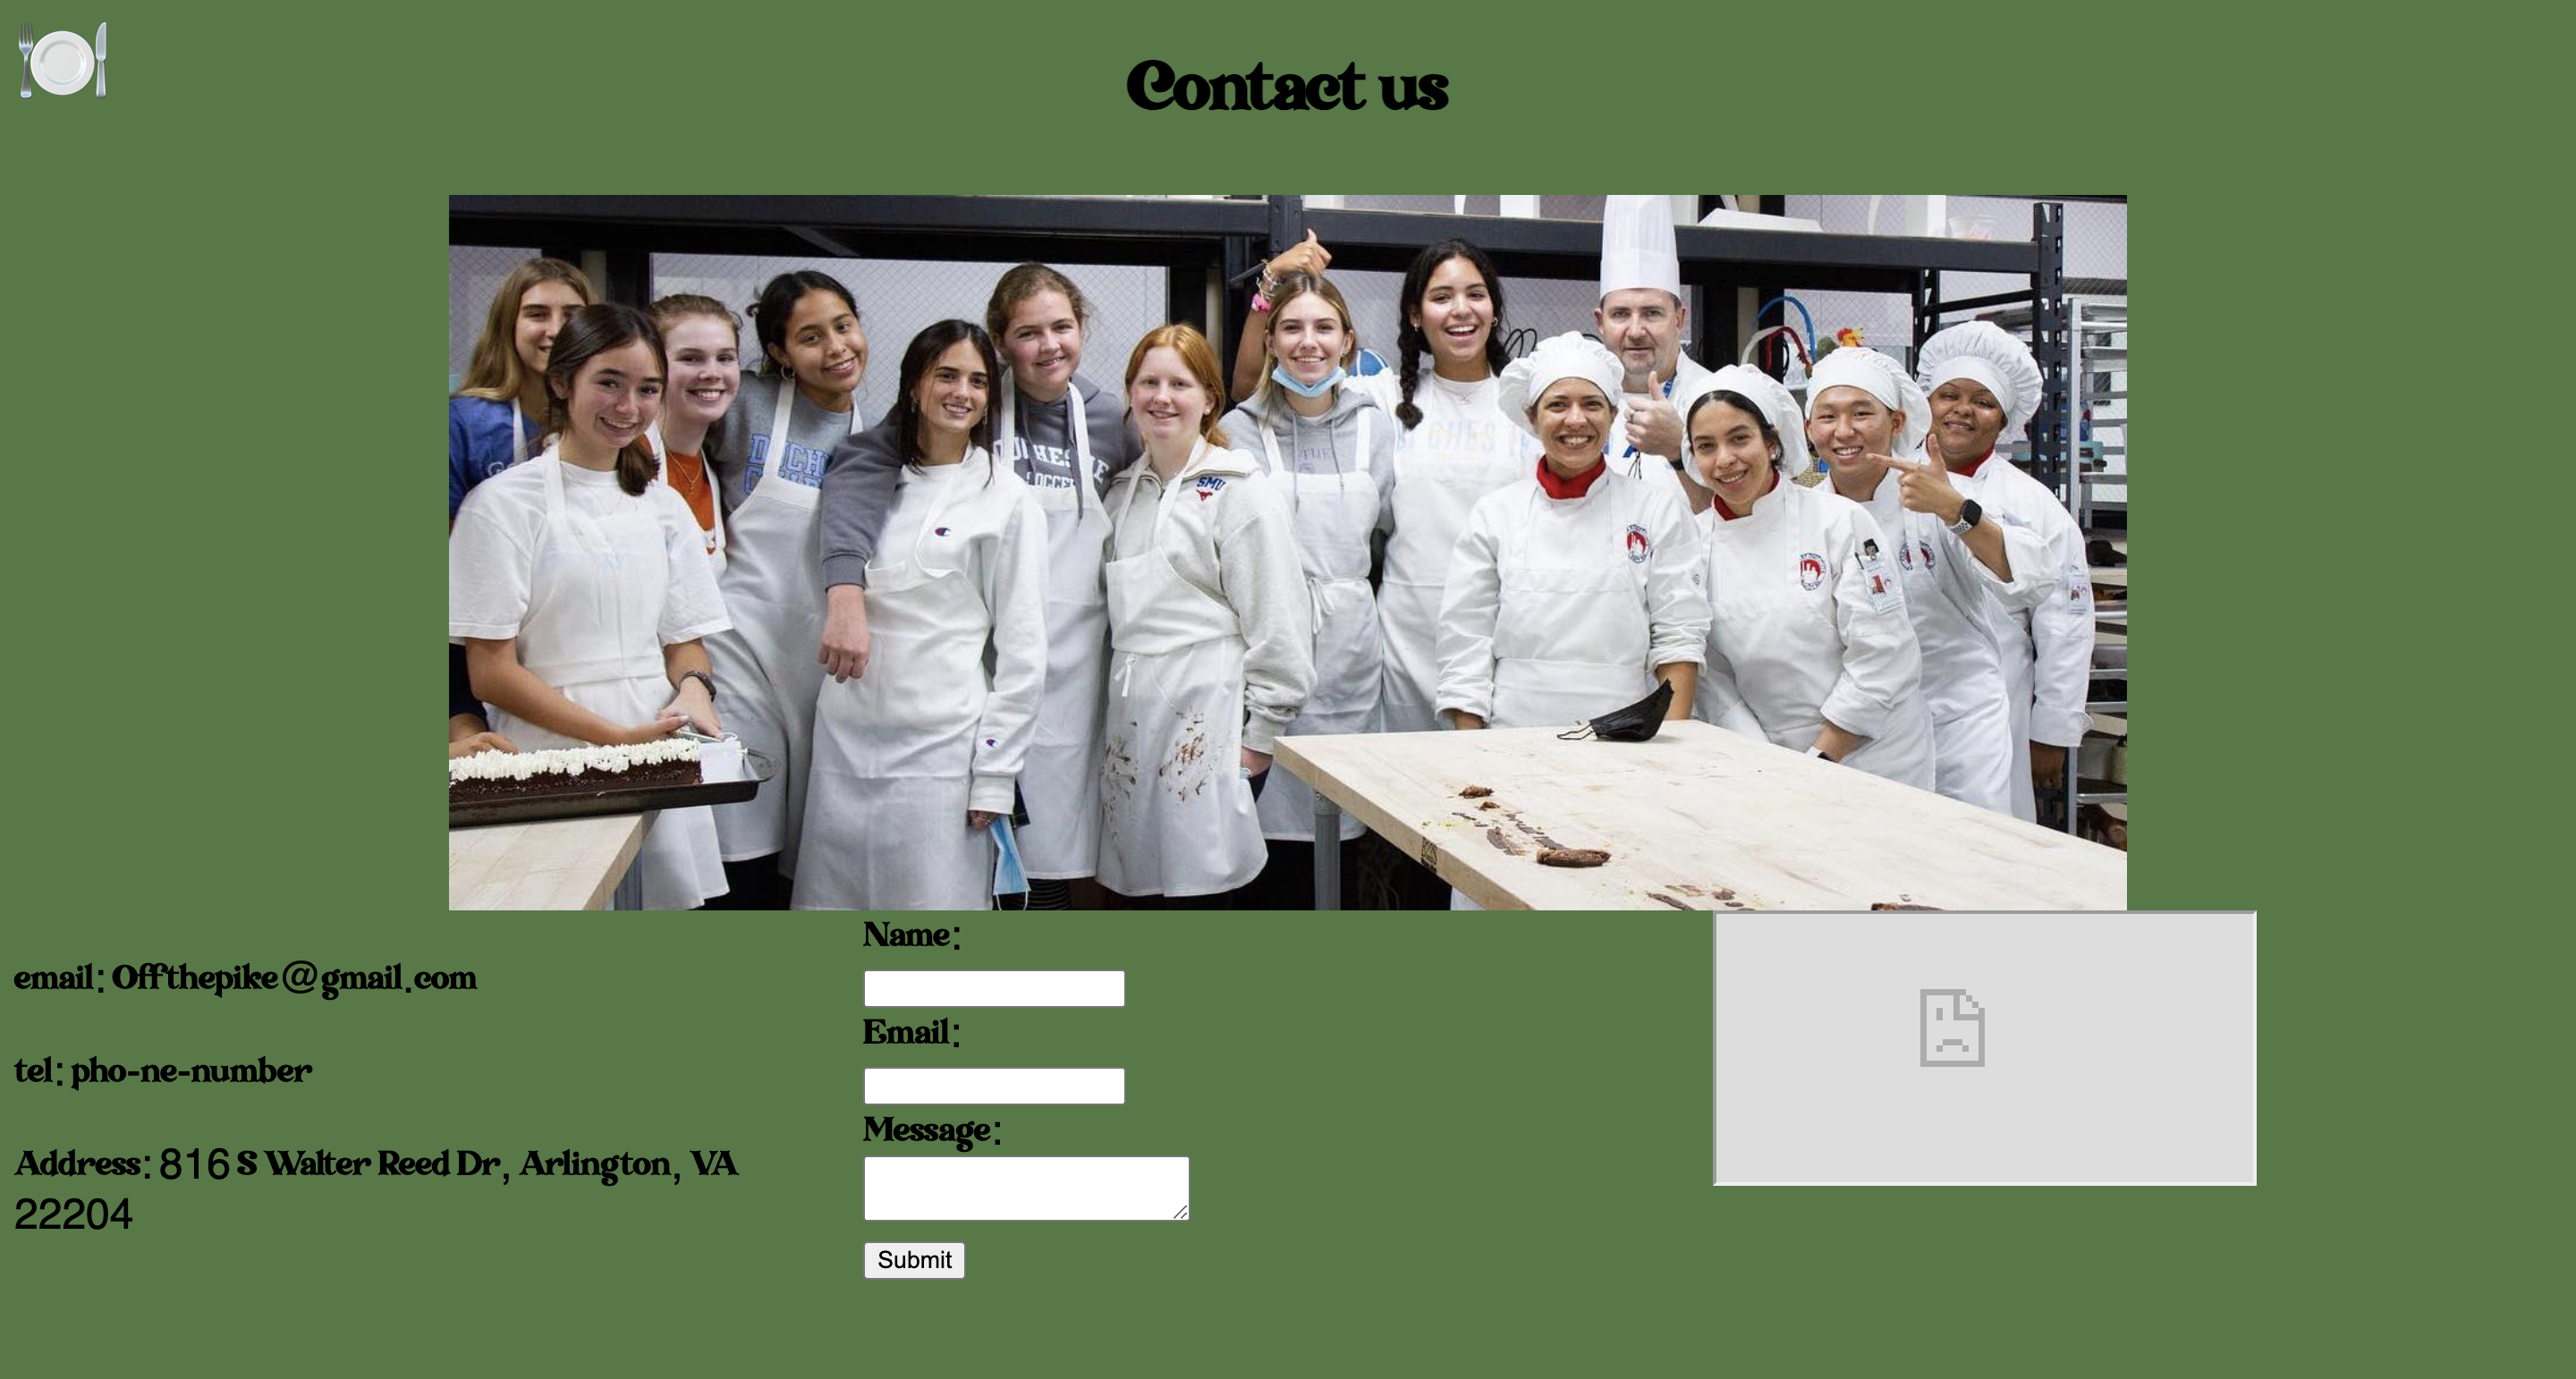 Contact us
SMU
email: Offthepike@gmail.com
tel: pho-ne-number
Address: 816 S Walter Reed Dr, Arlington, VA
22204
Name:
Email:
Message:
Submit